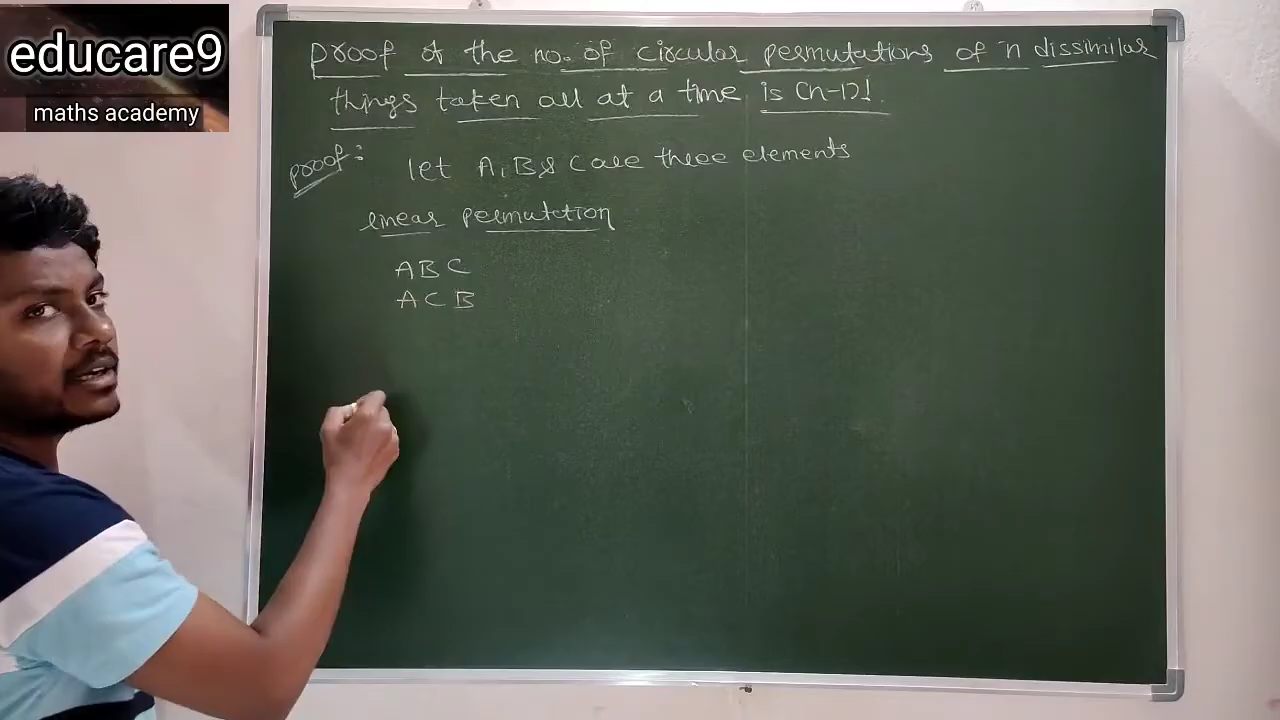 educare9
maths academy
proof of the no. of circular permutations of 'n' dissimilar
things taken all at a time is (n-1)!
proof:
let A, B & C are three elements
linear permutation
A B C
A C B